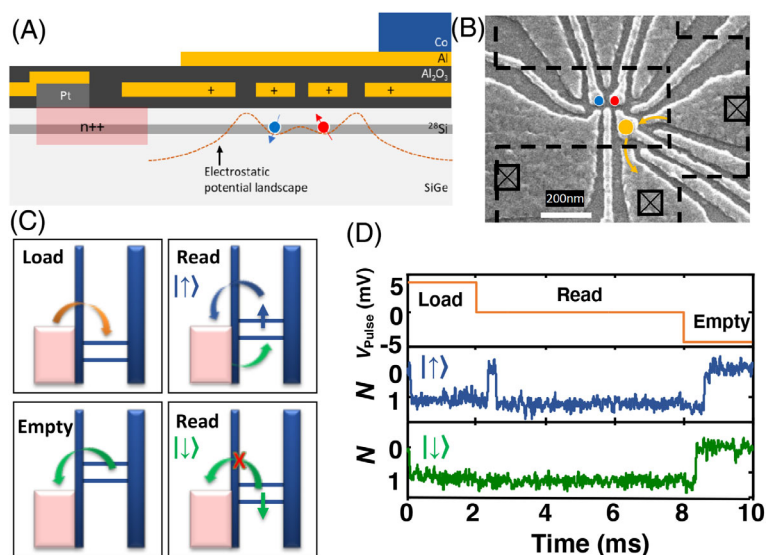 (A)
Co
Al
Al₂O₃
Pt
+ + + +
n++
²⁸Si
Electrostatic
potential landscape
SiGe
(B)
200nm
(C)
Load
Read
|↑⟩
Empty
Read
|↓⟩
X
(D)
V_Pulse (mV)
5
0
-5
Load
Read
Empty
N
0
1
|↑⟩
N
0
1
|↓⟩
0 2 4 6 8 10
Time (ms)